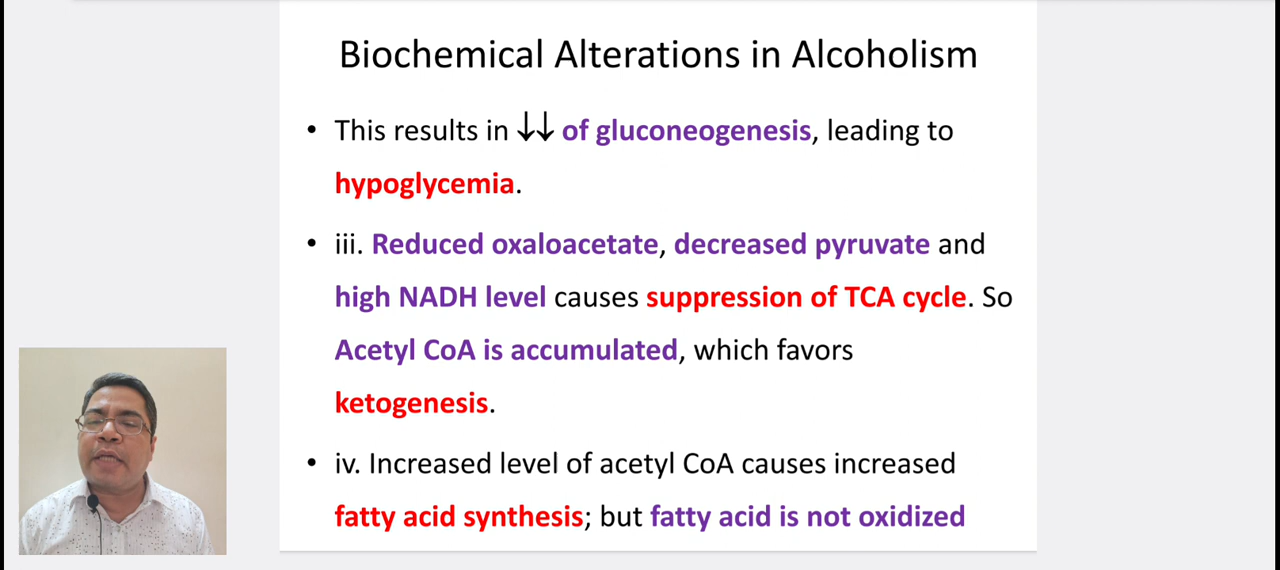 Biochemical Alterations in Alcoholism
• This results in ↓↓ of gluconeogenesis, leading to
hypoglycemia.
• iii. Reduced oxaloacetate, decreased pyruvate and
high NADH level causes suppression of TCA cycle. So
Acetyl CoA is accumulated, which favors
ketogenesis.
• iv. Increased level of acetyl CoA causes increased
fatty acid synthesis; but fatty acid is not oxidized